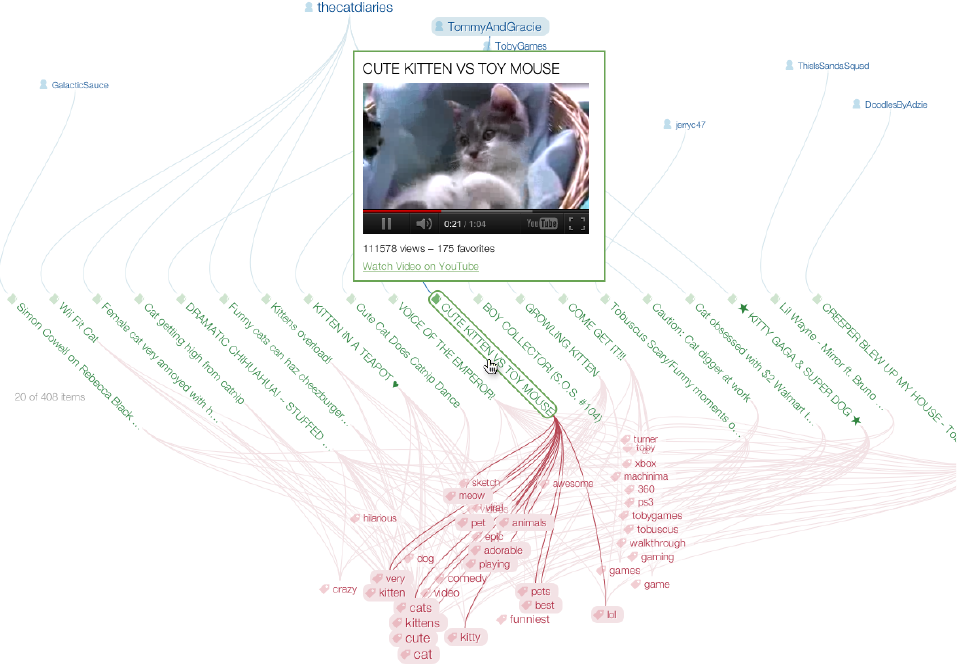 thecatdiaries
TommyAndGracie
TobyGames
GalacticSauce
ThisIsSandsSquad
DoodlesByAdzie
jerryc47
CUTE KITTEN VS TOY MOUSE
0:21 / 1:04
YouTube
111578 views – 175 favorites
Watch Video on YouTube
Simon Cowell on Rebecca Black ...
Wii Fit Cat
Female cat very annoyed with h...
Cat getting high from catnip
DRAMATIC CHIHUAHUA! ~ STUFFED ...
Funny cats can haz cheezburger...
Kittens overload!
KITTEN IN A TEAPOT
Cute Cat Does Catnip Dance
VOICE OF THE EMPEROR!
CUTE KITTEN VS TOY MOUSE
BOY COLLECTOR! (S.O.S. #104)
GROWLING KITTEN
COME GET IT!!!
Tobuscus Scary/Funny moments o...
Caution: Cat digger at work
Cat obsessed with $2 Walmart l...
★ KITTY GAGA & SUPER DOG ★
Lil Wayne - Mirror ft. Bruno ...
CREEPER BLEW UP MY HOUSE - To
20 of 408 items
turner
toby
xbox
machinima
360
ps3
tobygames
tobuscus
walkthrough
gaming
games
game
sketch
awesome
meow
viral
hilarious
pet
animals
epic
adorable
dog
playing
very
comedy
crazy
kitten
video
pets
cats
best
lol
kittens
funniest
cute
kitty
cat